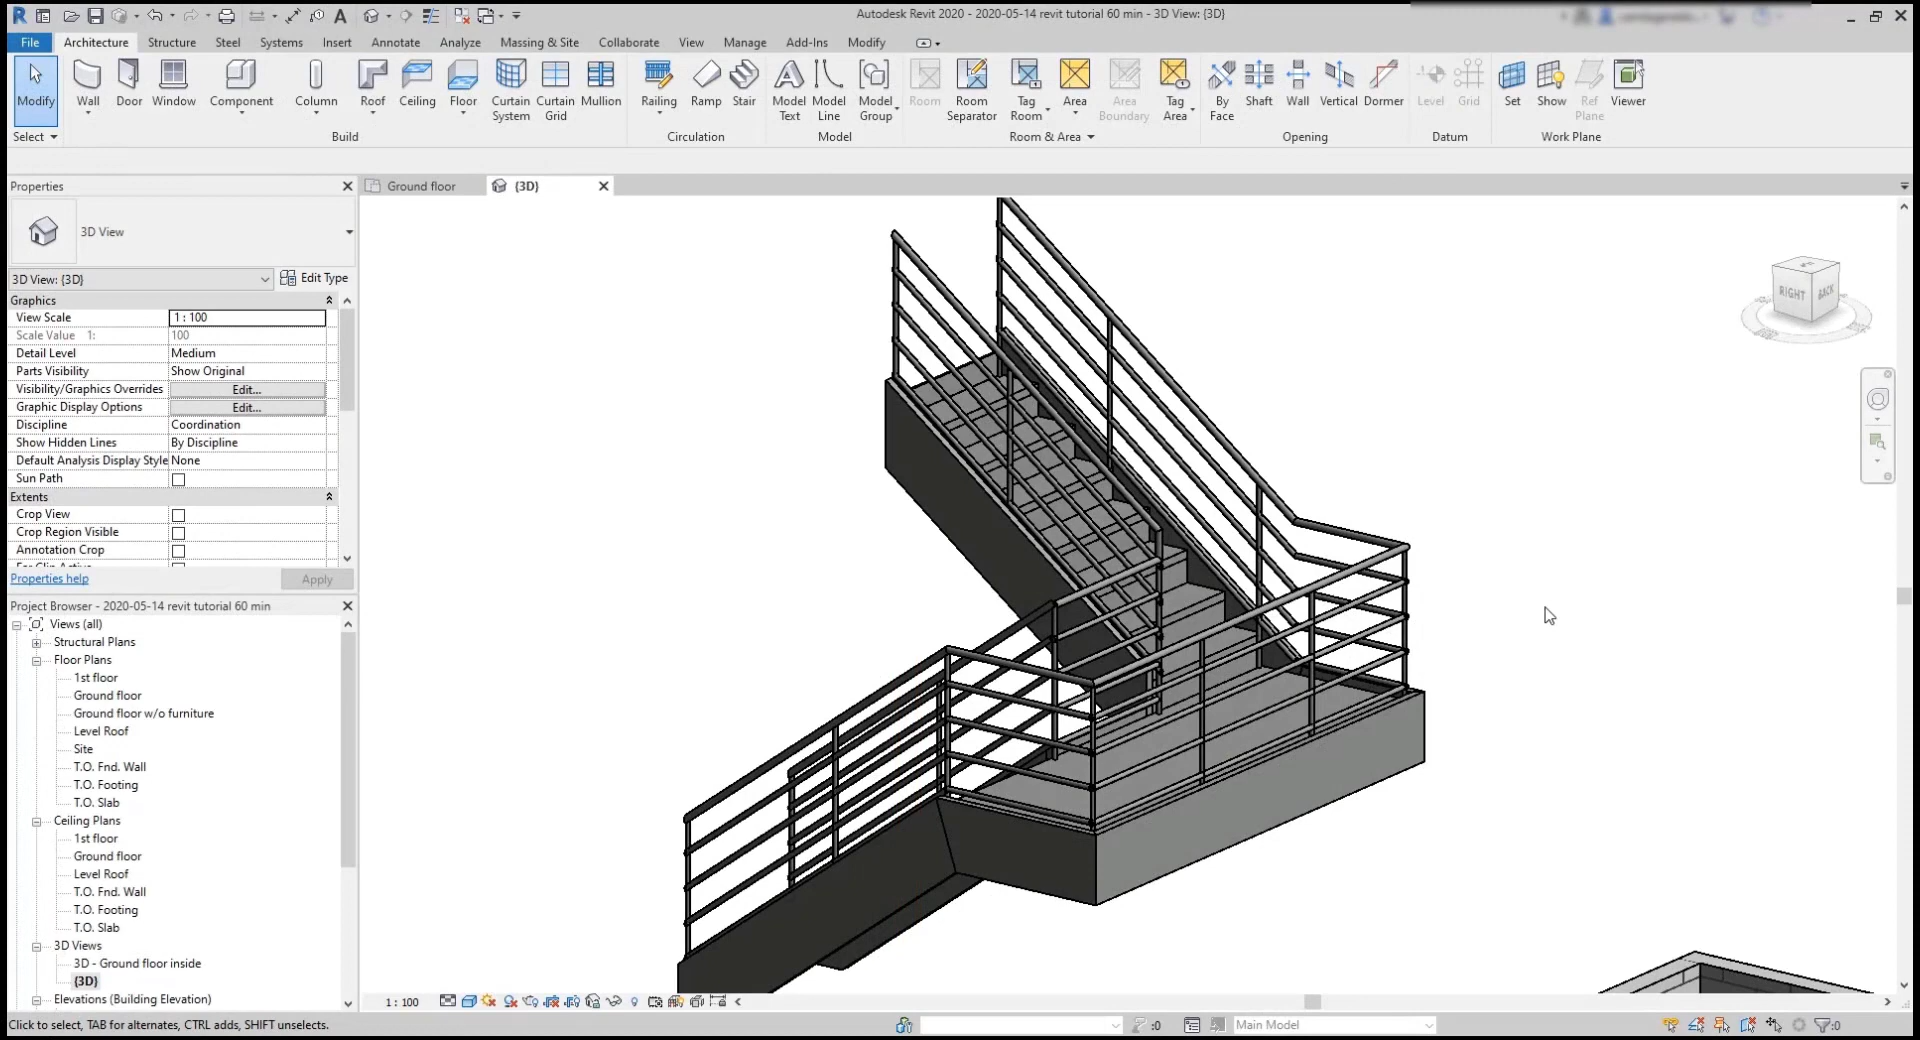 Autodesk Revit 2020 - 2020-05-14 revit tutorial 60 min - 3D View: {3D}
File Architecture Structure Steel Systems Insert Annotate Analyze Massing & Site Collaborate View Manage Add-Ins Modify
Modify Wall Door Window Component Column Roof Ceiling Floor Curtain System Curtain Grid Mullion Railing Ramp Stair Model Text Model Line Model Group Room Room Separator Tag Room Area Area Boundary Tag Area By Face Shaft Wall Vertical Dormer Level Grid Set Show Ref Plane Viewer
Select Build Circulation Model Room & Area Opening Datum Work Plane
Properties
Ground floor {3D}
3D View
3D View: {3D} Edit Type
Graphics
View Scale 1 : 100
Scale Value 1: 100
Detail Level Medium
Parts Visibility Show Original
Visibility/Graphics Overrides Edit...
Graphic Display Options Edit...
Discipline Coordination
Show Hidden Lines By Discipline
Default Analysis Display Style None
Sun Path
Extents
Crop View
Crop Region Visible
Annotation Crop
Properties help Apply
RIGHT BACK
Project Browser - 2020-05-14 revit tutorial 60 min
Views (all)
Structural Plans
Floor Plans
1st floor
Ground floor
Ground floor w/o furniture
Level Roof
Site
T.O. Fnd. Wall
T.O. Footing
T.O. Slab
Ceiling Plans
1st floor
Ground floor
Level Roof
T.O. Fnd. Wall
T.O. Footing
T.O. Slab
3D Views
3D - Ground floor inside
{3D}
Elevations (Building Elevation)
1 : 100
Click to select, TAB for alternates, CTRL adds, SHIFT unselects.
:0 Main Model :0